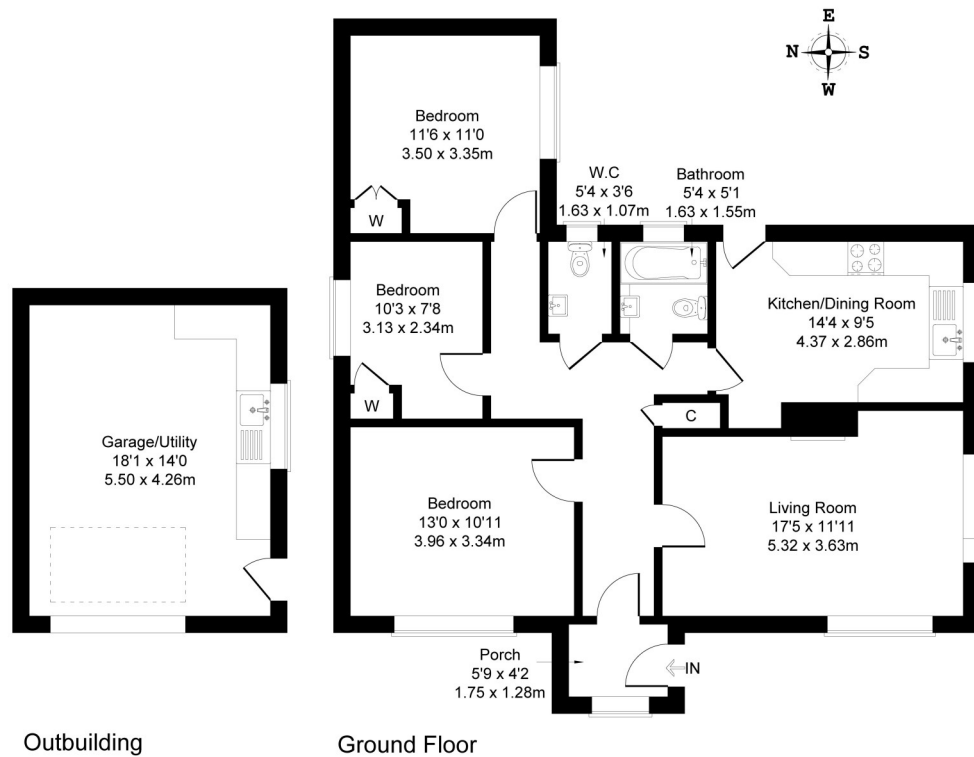 E
N S
W
Bedroom
11'6 x 11'0
3.50 x 3.35m
W
W.C
5'4 x 3'6
1.63 x 1.07m
Bathroom
5'4 x 5'1
1.63 x 1.55m
Bedroom
10'3 x 7'8
3.13 x 2.34m
W
Kitchen/Dining Room
14'4 x 9'5
4.37 x 2.86m
C
Garage/Utility
18'1 x 14'0
5.50 x 4.26m
Bedroom
13'0 x 10'11
3.96 x 3.34m
Living Room
17'5 x 11'11
5.32 x 3.63m
Porch
5'9 x 4'2
1.75 x 1.28m
IN
Outbuilding
Ground Floor